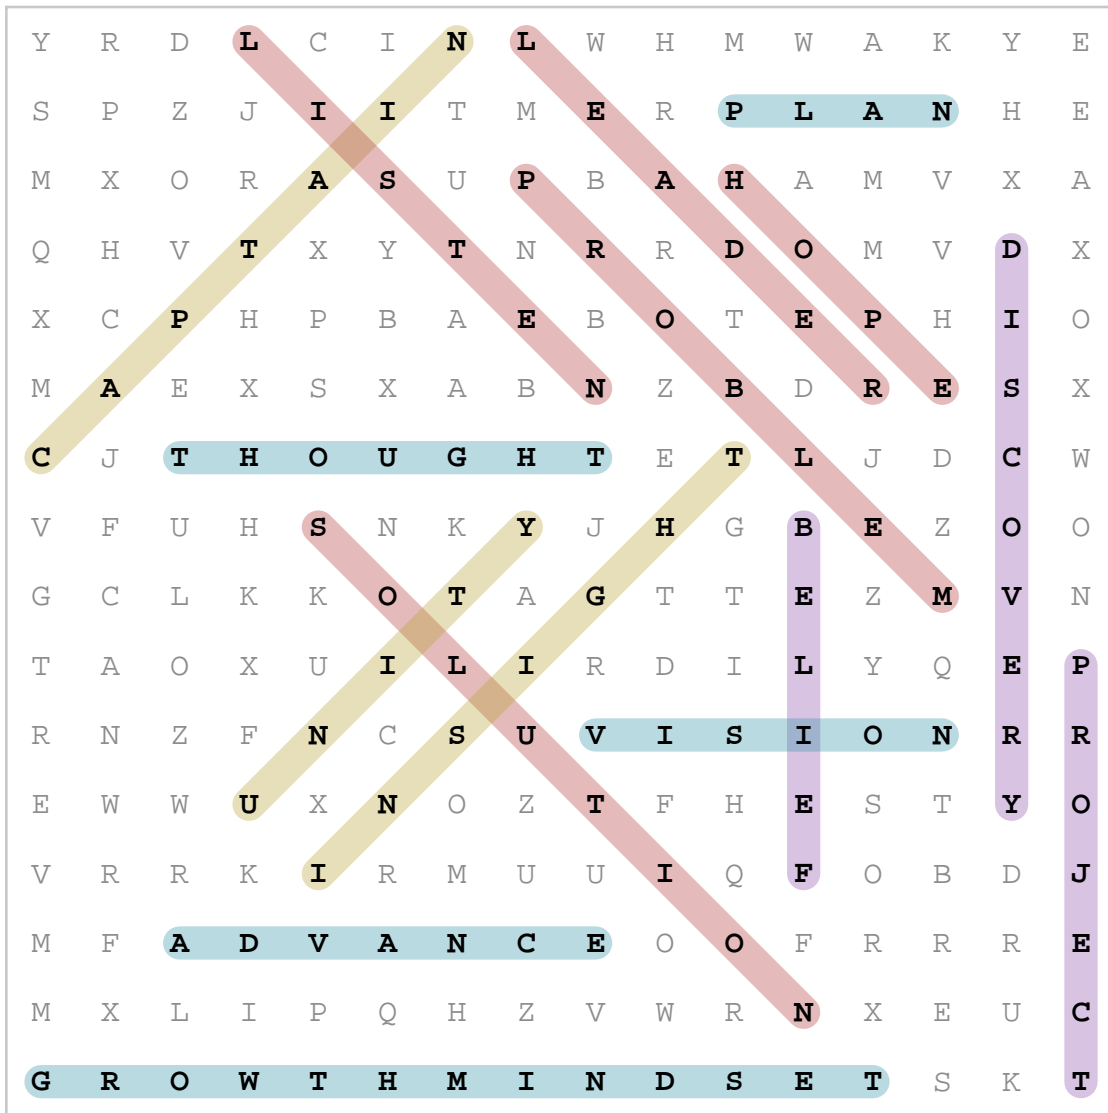 Y R D L C I N L W H M W A K Y E
S P Z J I I T M E R P L A N H E
M X O R A S U P B A H A M V X A
Q H V T X Y T N R R D O M V D X
X C P H P B A E B O T E P H I O
M A E X S X A B N Z B D R E S X
C J T H O U G H T E T L J D C W
V F U H S N K Y J H G B E Z O O
G C L K K O T A G T T E Z M V N
T A O X U I L I R D I L Y Q E P
R N Z F N C S U V I S I O N R R
E W W U X N O Z T F H E S T Y O
V R R K I R M U U I Q F O B D J
M F A D V A N C E O O F R R R E
M X L I P Q H Z V W R N X E U C
G R O W T H M I N D S E T S K T